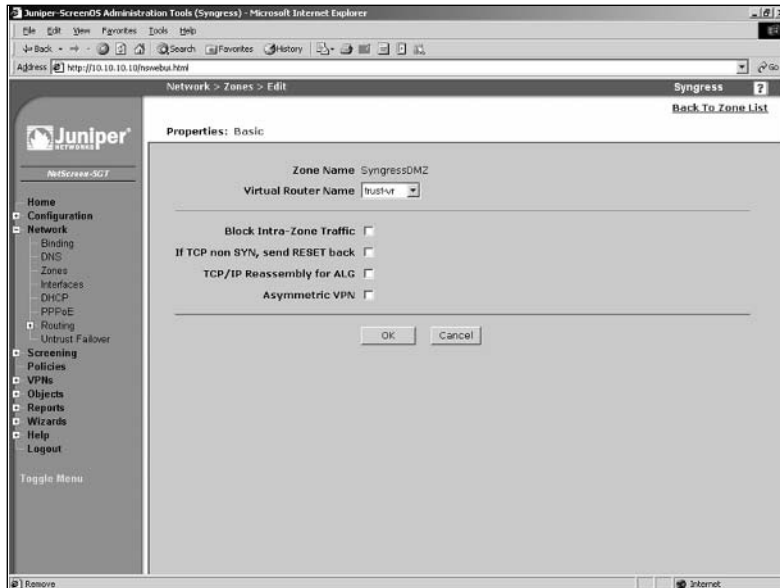 Juniper-ScreenOS Administration Tools (Syngress) - Microsoft Internet Explorer
File Edit View Favorites Tools Help
Back Search Favorites History
Address http://10.10.10.10/nswebui.html Go
Network > Zones > Edit Syngress ?
Back To Zone List
Juniper
NETWORKS
Properties: Basic
NetScreen-5GT
Zone Name SyngressDMZ
Virtual Router Name trust-vr
Home
Configuration
Network
Binding
DNS
Zones
Interfaces
DHCP
PPPoE
Routing
Untrust Failover
Screening
Policies
VPNs
Objects
Reports
Wizards
Help
Logout
Toggle Menu
Block Intra-Zone Traffic
If TCP non SYN, send RESET back
TCP/IP Reassembly for ALG
Asymmetric VPN
OK Cancel
Remove Internet